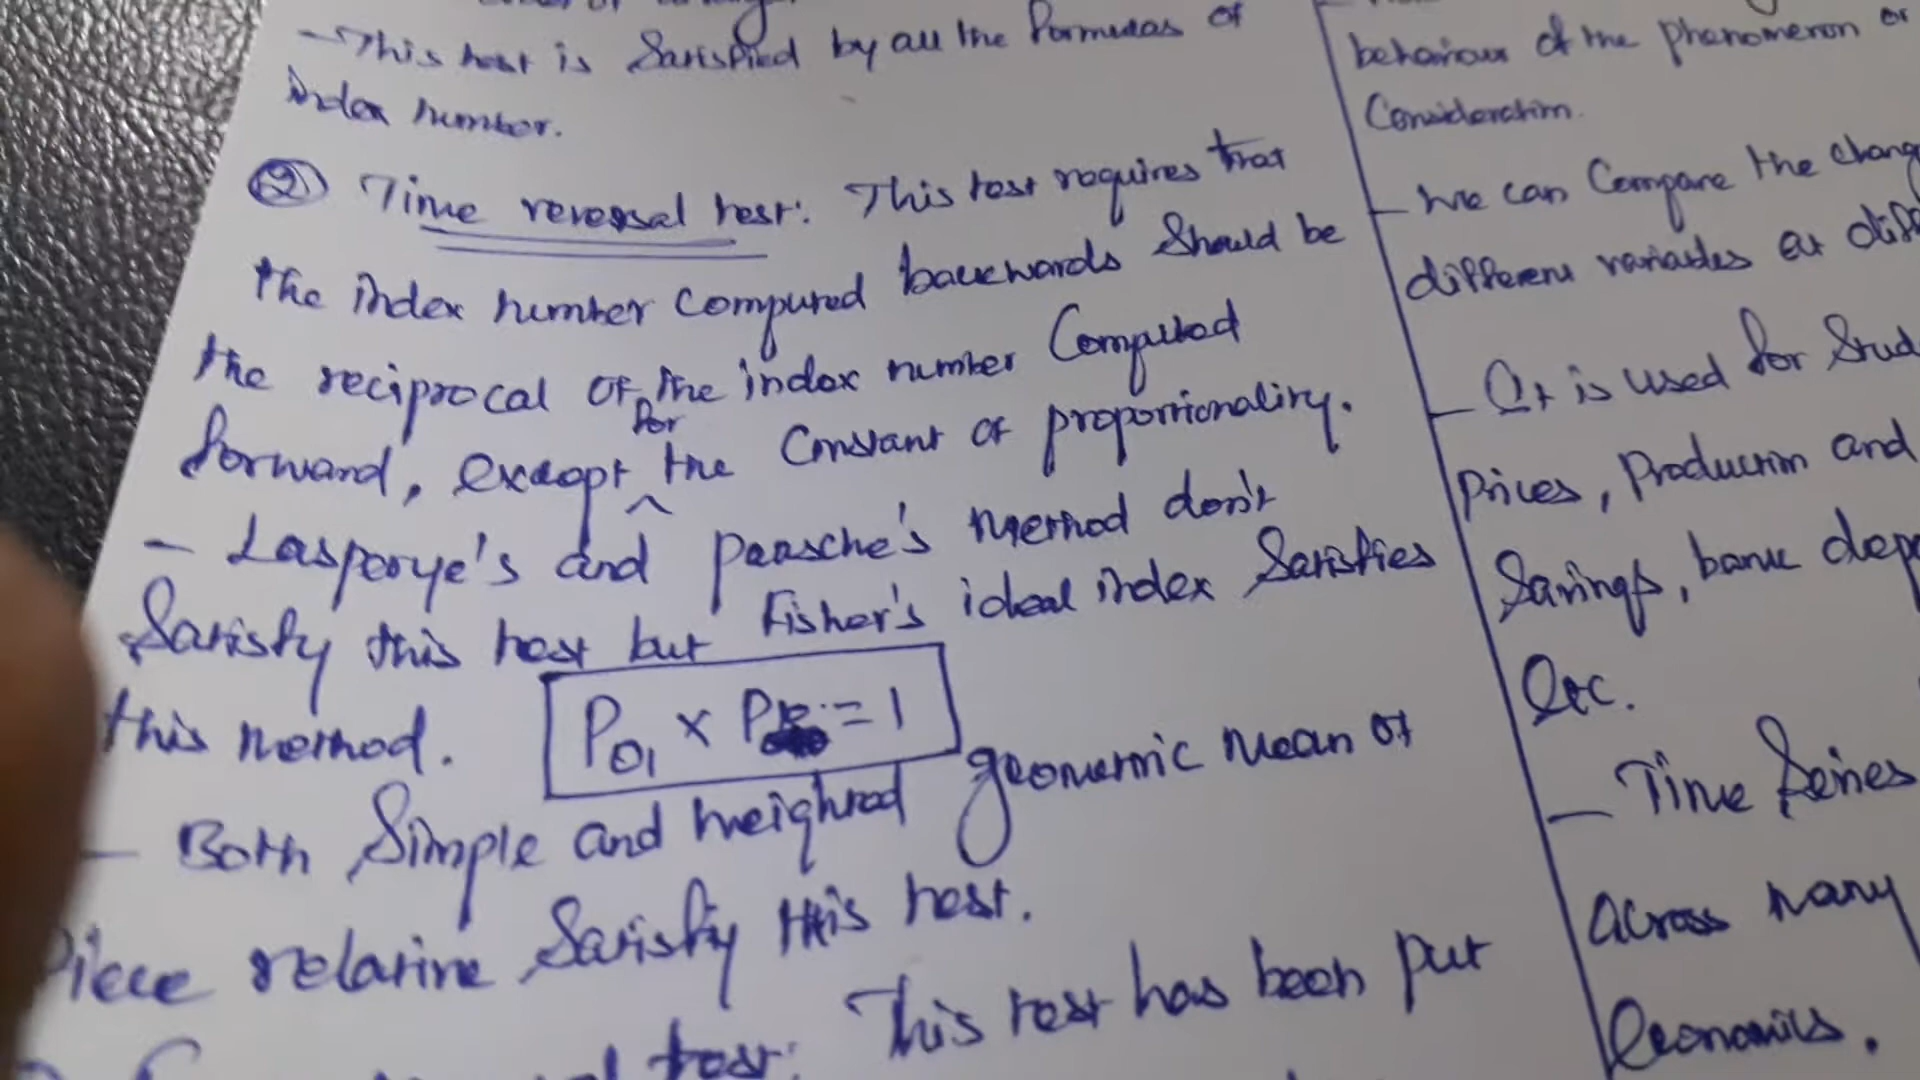 - This test is Satisfied by all the formulas of
index number.
② Time reversal test: This test requires that
the index number computed backwards should be
the reciprocal of the index number Computed
forward, except for the Constant of proportionality.
- Laspeyre's and paasche's method don't
Satisfy this test but Fisher's ideal index Satisfies
this method. P01 × P = 1
- Both Simple and weighted geometric mean of
Piece relative Satisfy this test.
test: This test has been put
behaviour of the phenomenon or
Consideration.
- We can Compare the chang
different variables at diff
- It is used for Stud
Prices, Production and
Savings, bank dep
etc.
- Time Series
across many
Economics.